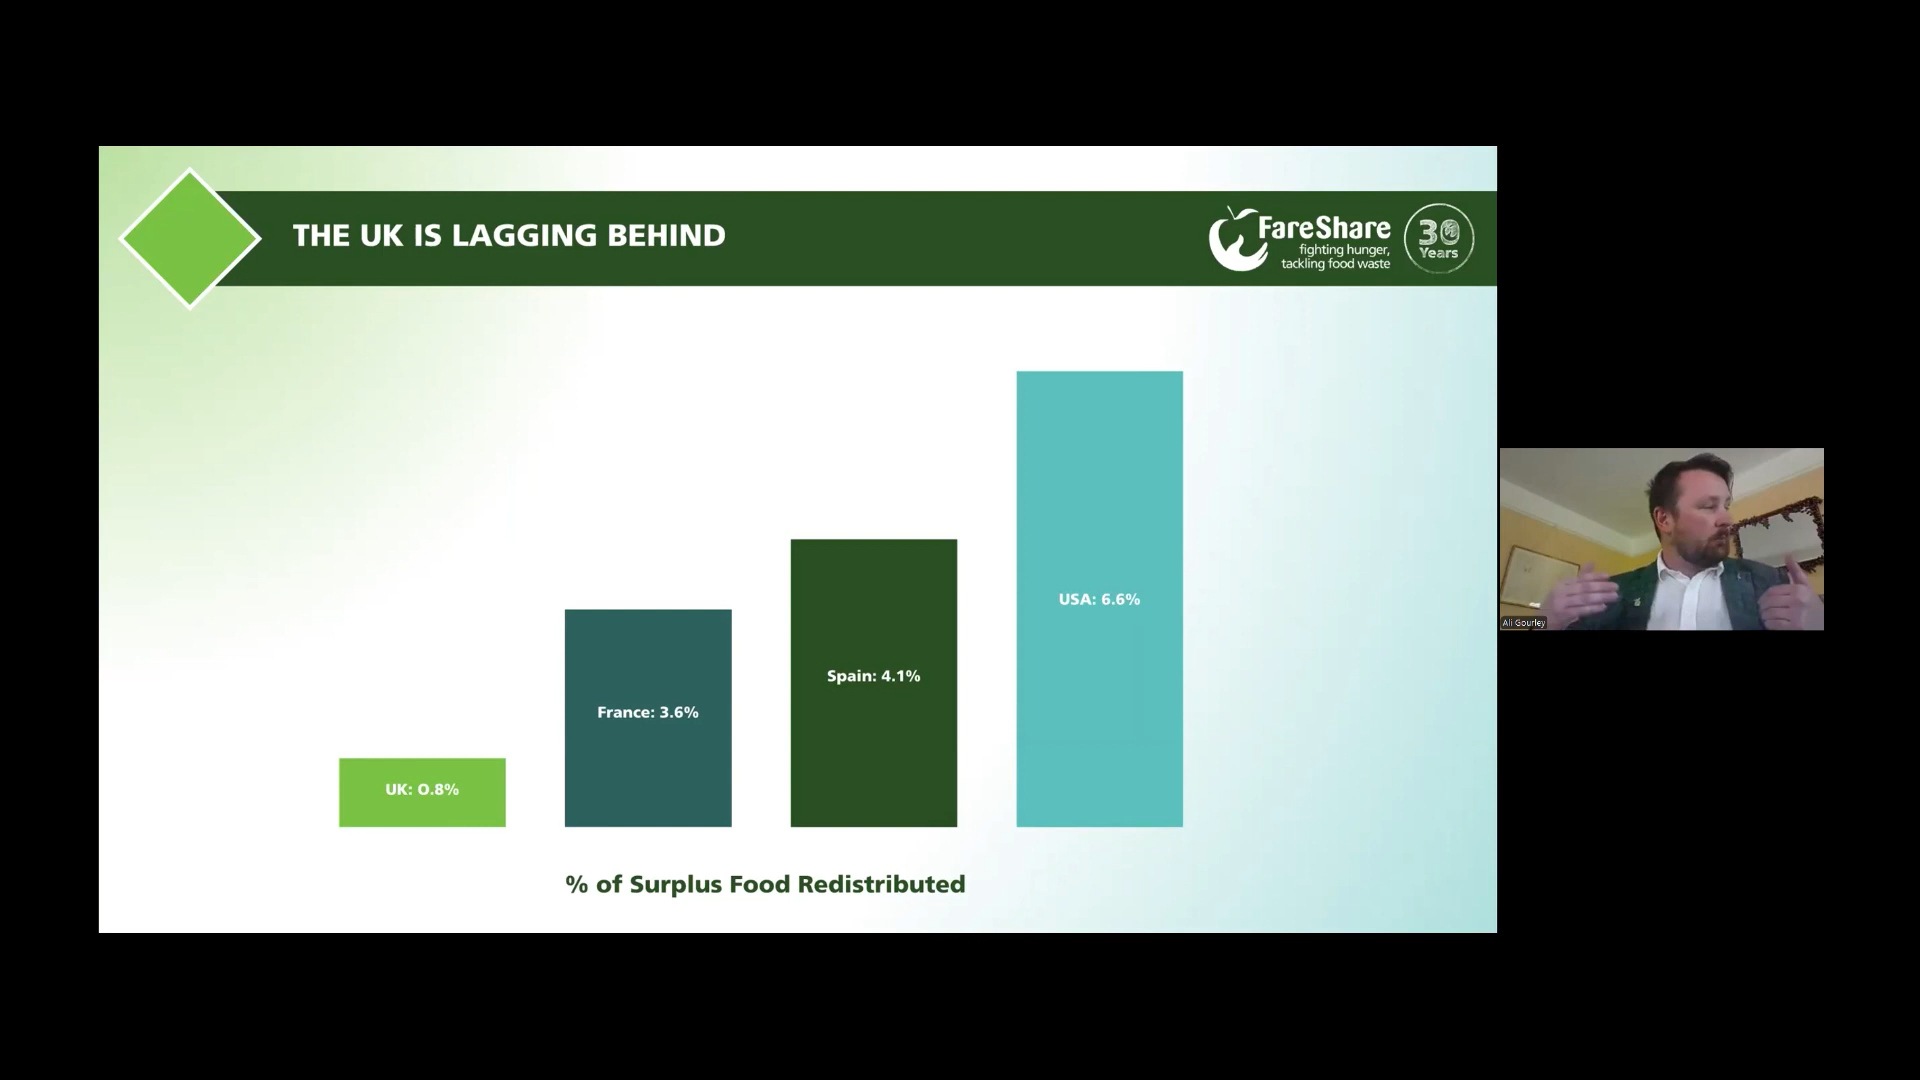 THE UK IS LAGGING BEHIND
FareShare
fighting hunger,
tackling food waste
30
Years
USA: 6.6%
Spain: 4.1%
France: 3.6%
UK: 0.8%
% of Surplus Food Redistributed
Ali Gourley